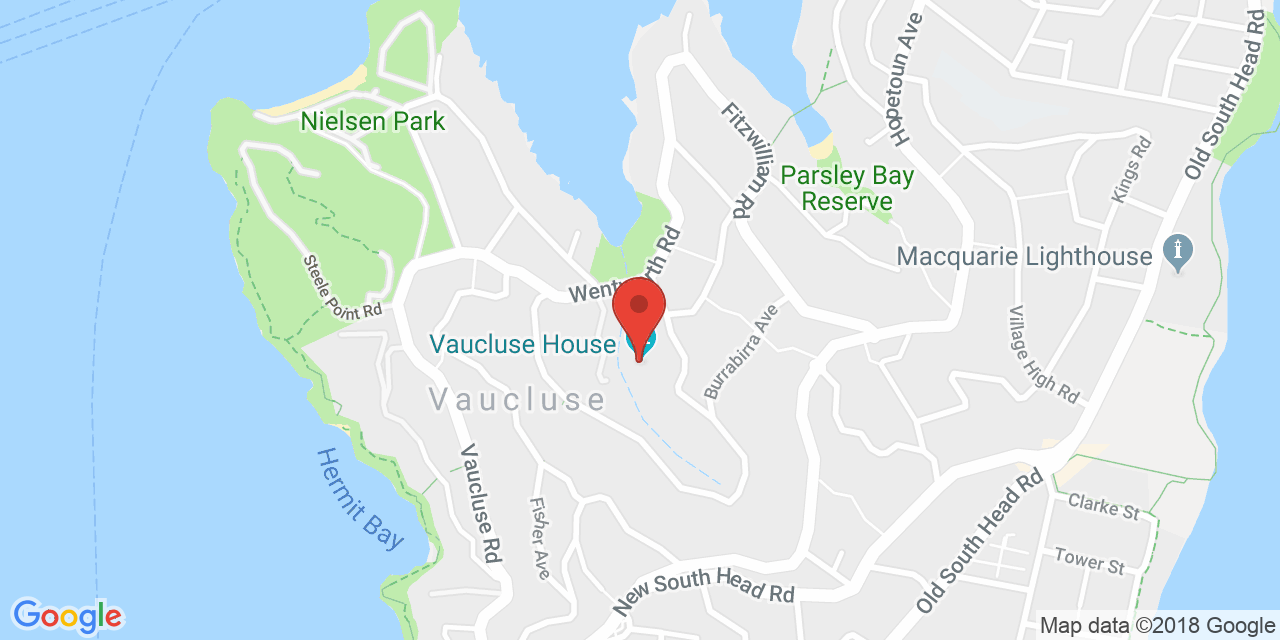 Old South Head Rd
Hopetoun Ave
Nielsen Park
Fitzwilliam Rd
Kings Rd
Parsley Bay
Reserve
Macquarie Lighthouse
Wentworth Rd
Steele Point Rd
Vaucluse House
Burrabirra Ave
Village High Rd
Vaucluse
Hermit Bay
Vaucluse Rd
Fisher Ave
Old South Head Rd
Clarke St
Tower St
New South Head Rd
Google
Map data ©2018 Google